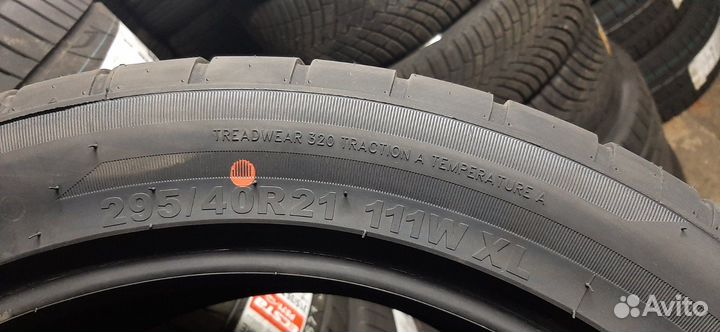 TREADWEAR 320 TRACTION A TEMPERATURE A
295/40R21 111W XL
Avito